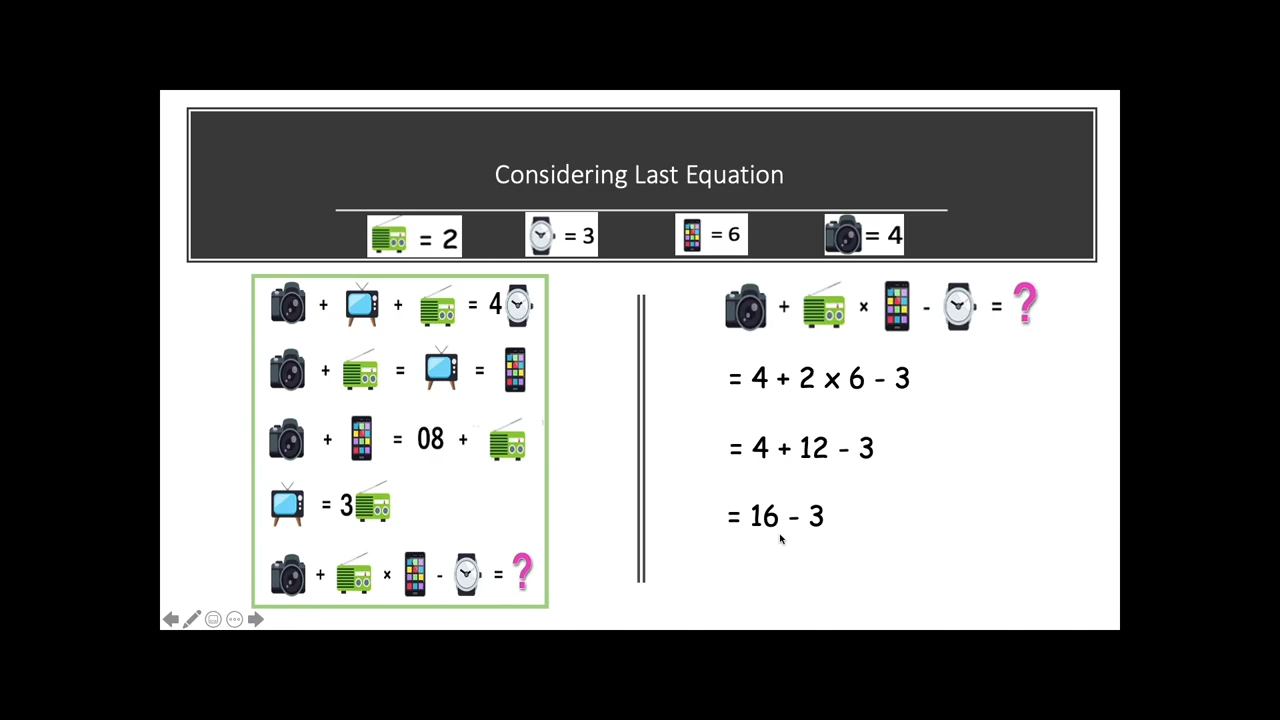 Considering Last Equation
= 2 = 3 = 6 = 4
+ + = 4
+ = =
+ = 08 +
= 3
+ × - = ?
+ × - = ?
= 4 + 2 x 6 - 3
= 4 + 12 - 3
= 16 - 3